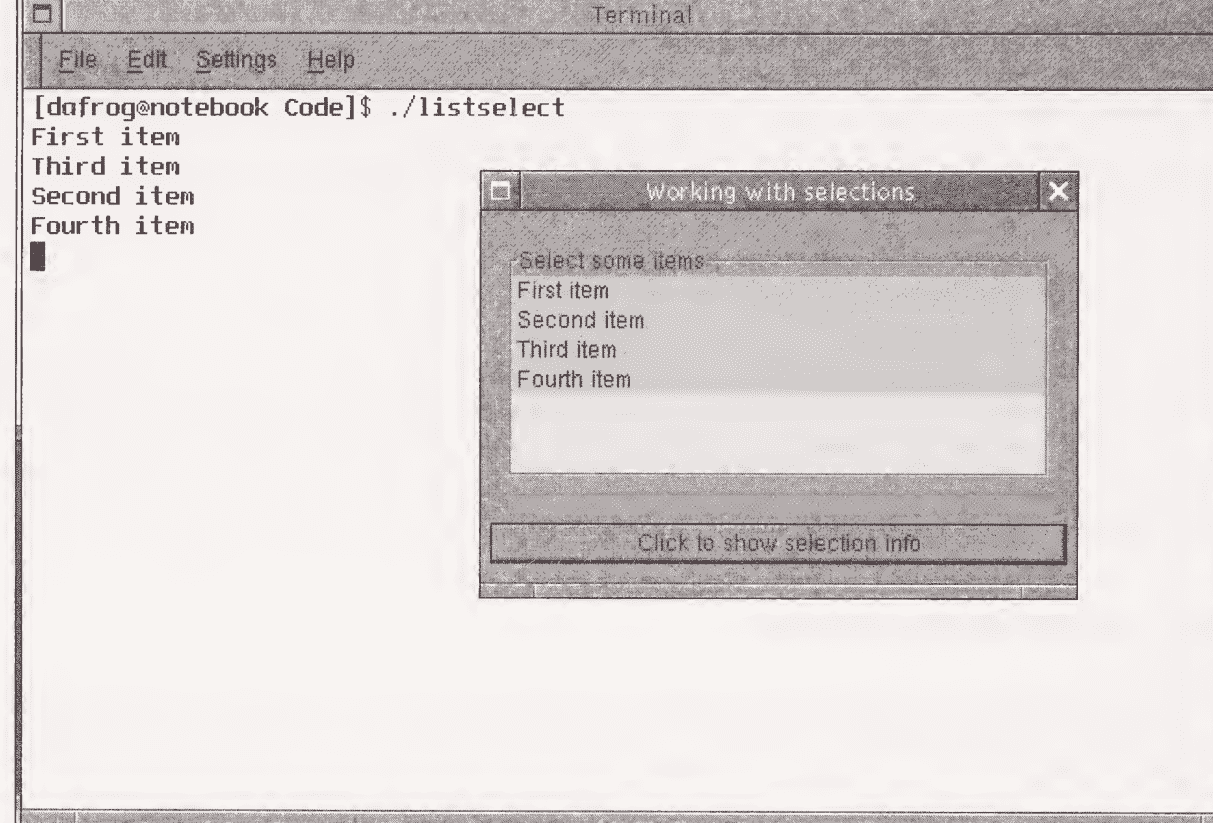 Terminal
File Edit Settings Help
[dafrog@notebook Code]$ ./listselect
First item
Third item
Second item
Fourth item
Working with selections
Select some items
First item
Second item
Third item
Fourth item
Click to show selection info